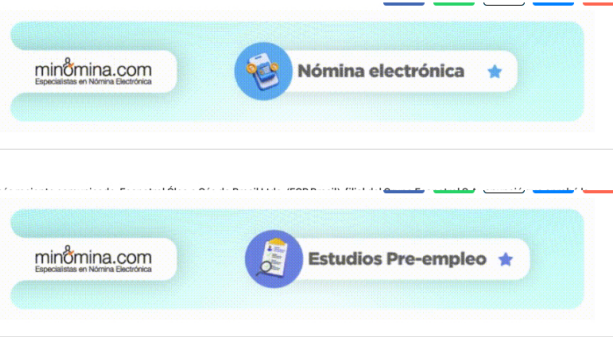 minómina.com
Especialistas en Nómina Electrónica
Nómina electrónica
minómina.com
Especialistas en Nómina Electrónica
Estudios Pre-empleo